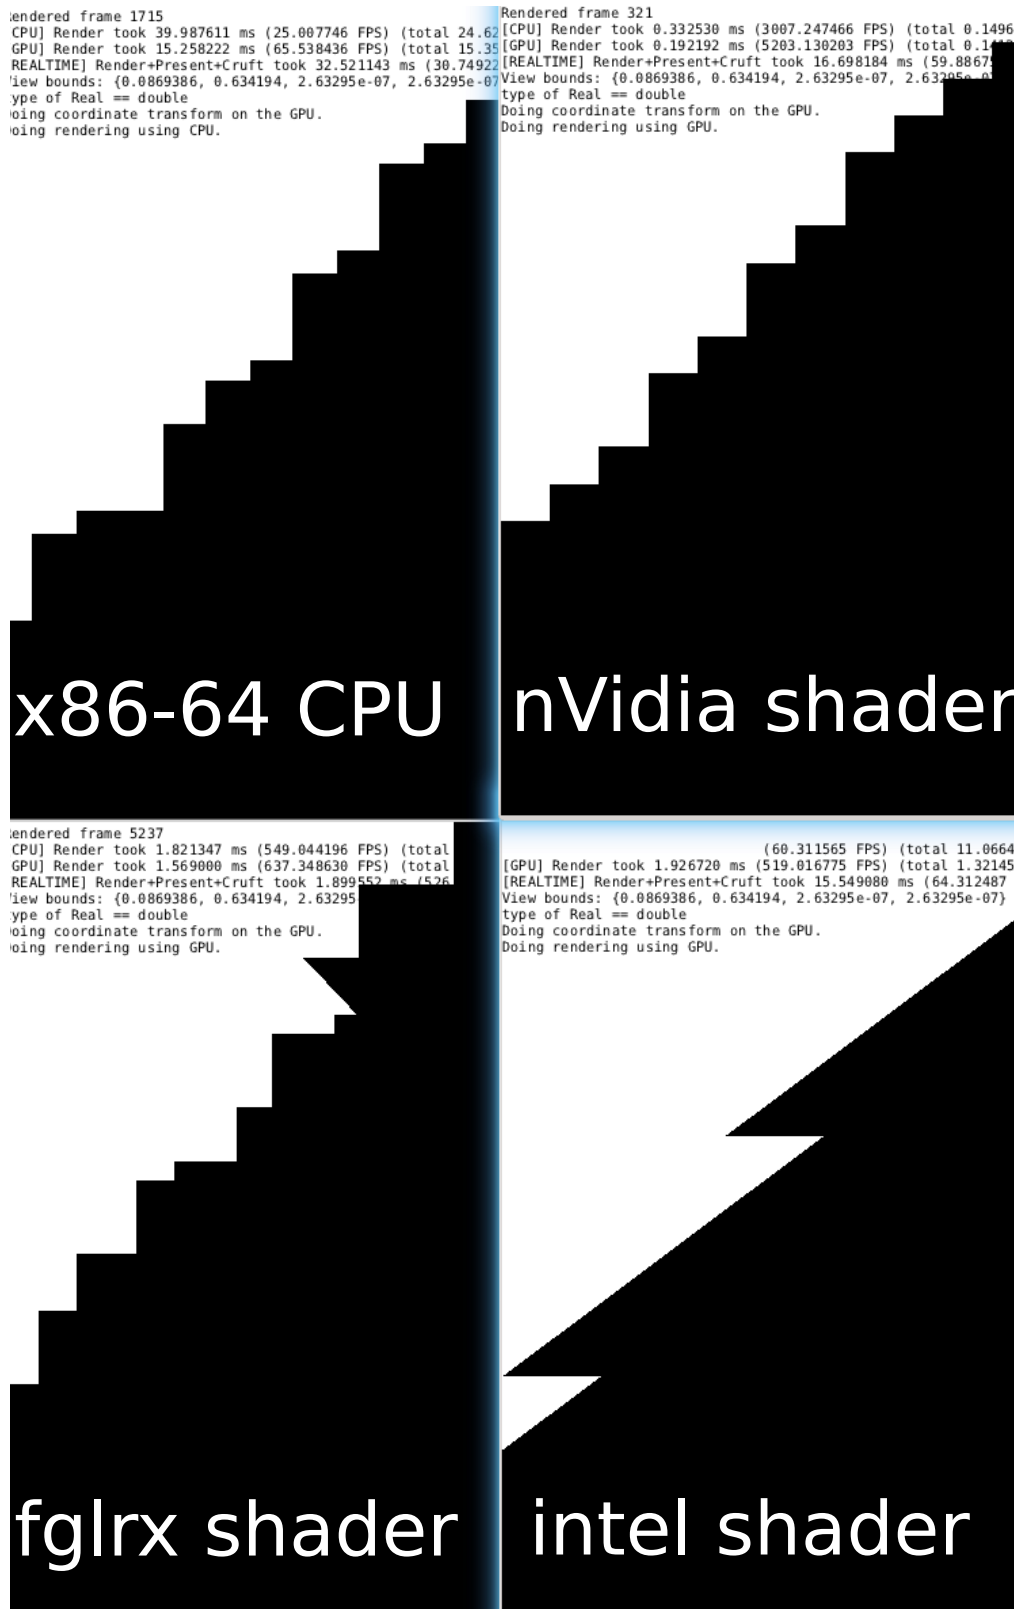 Rendered frame 1715
CPU] Render took 39.987611 ms (25.007746 FPS) (total 24.62
GPU] Render took 15.258222 ms (65.538436 FPS) (total 15.35
REALTIME] Render+Present+Cruft took 32.521143 ms (30.74922
View bounds: {0.0869386, 0.634194, 2.63295e-07, 2.63295e-07
type of Real == double
Doing coordinate transform on the GPU.
Doing rendering using CPU.
x86-64 CPU
Rendered frame 321
[CPU] Render took 0.332530 ms (3007.247466 FPS) (total 0.1496
[GPU] Render took 0.192192 ms (5203.130203 FPS) (total 0.1
[REALTIME] Render+Present+Cruft took 16.698184 ms (59.8867
View bounds: {0.0869386, 0.634194, 2.63295e-07, 2.63295e-07
type of Real == double
Doing coordinate transform on the GPU.
Doing rendering using GPU.
nVidia shader
Rendered frame 5237
CPU] Render took 1.821347 ms (549.044196 FPS) (total
GPU] Render took 1.569000 ms (637.348630 FPS) (total
REALTIME] Render+Present+Cruft took 1.899552 ms (526
View bounds: {0.0869386, 0.634194, 2.63295
type of Real == double
Doing coordinate transform on the GPU.
Doing rendering using GPU.
fglrx shader
(60.311565 FPS) (total 11.0664
[GPU] Render took 1.926720 ms (519.016775 FPS) (total 1.32145
[REALTIME] Render+Present+Cruft took 15.549080 ms (64.312487
View bounds: {0.0869386, 0.634194, 2.63295e-07, 2.63295e-07}
type of Real == double
Doing coordinate transform on the GPU.
Doing rendering using GPU.
intel shader